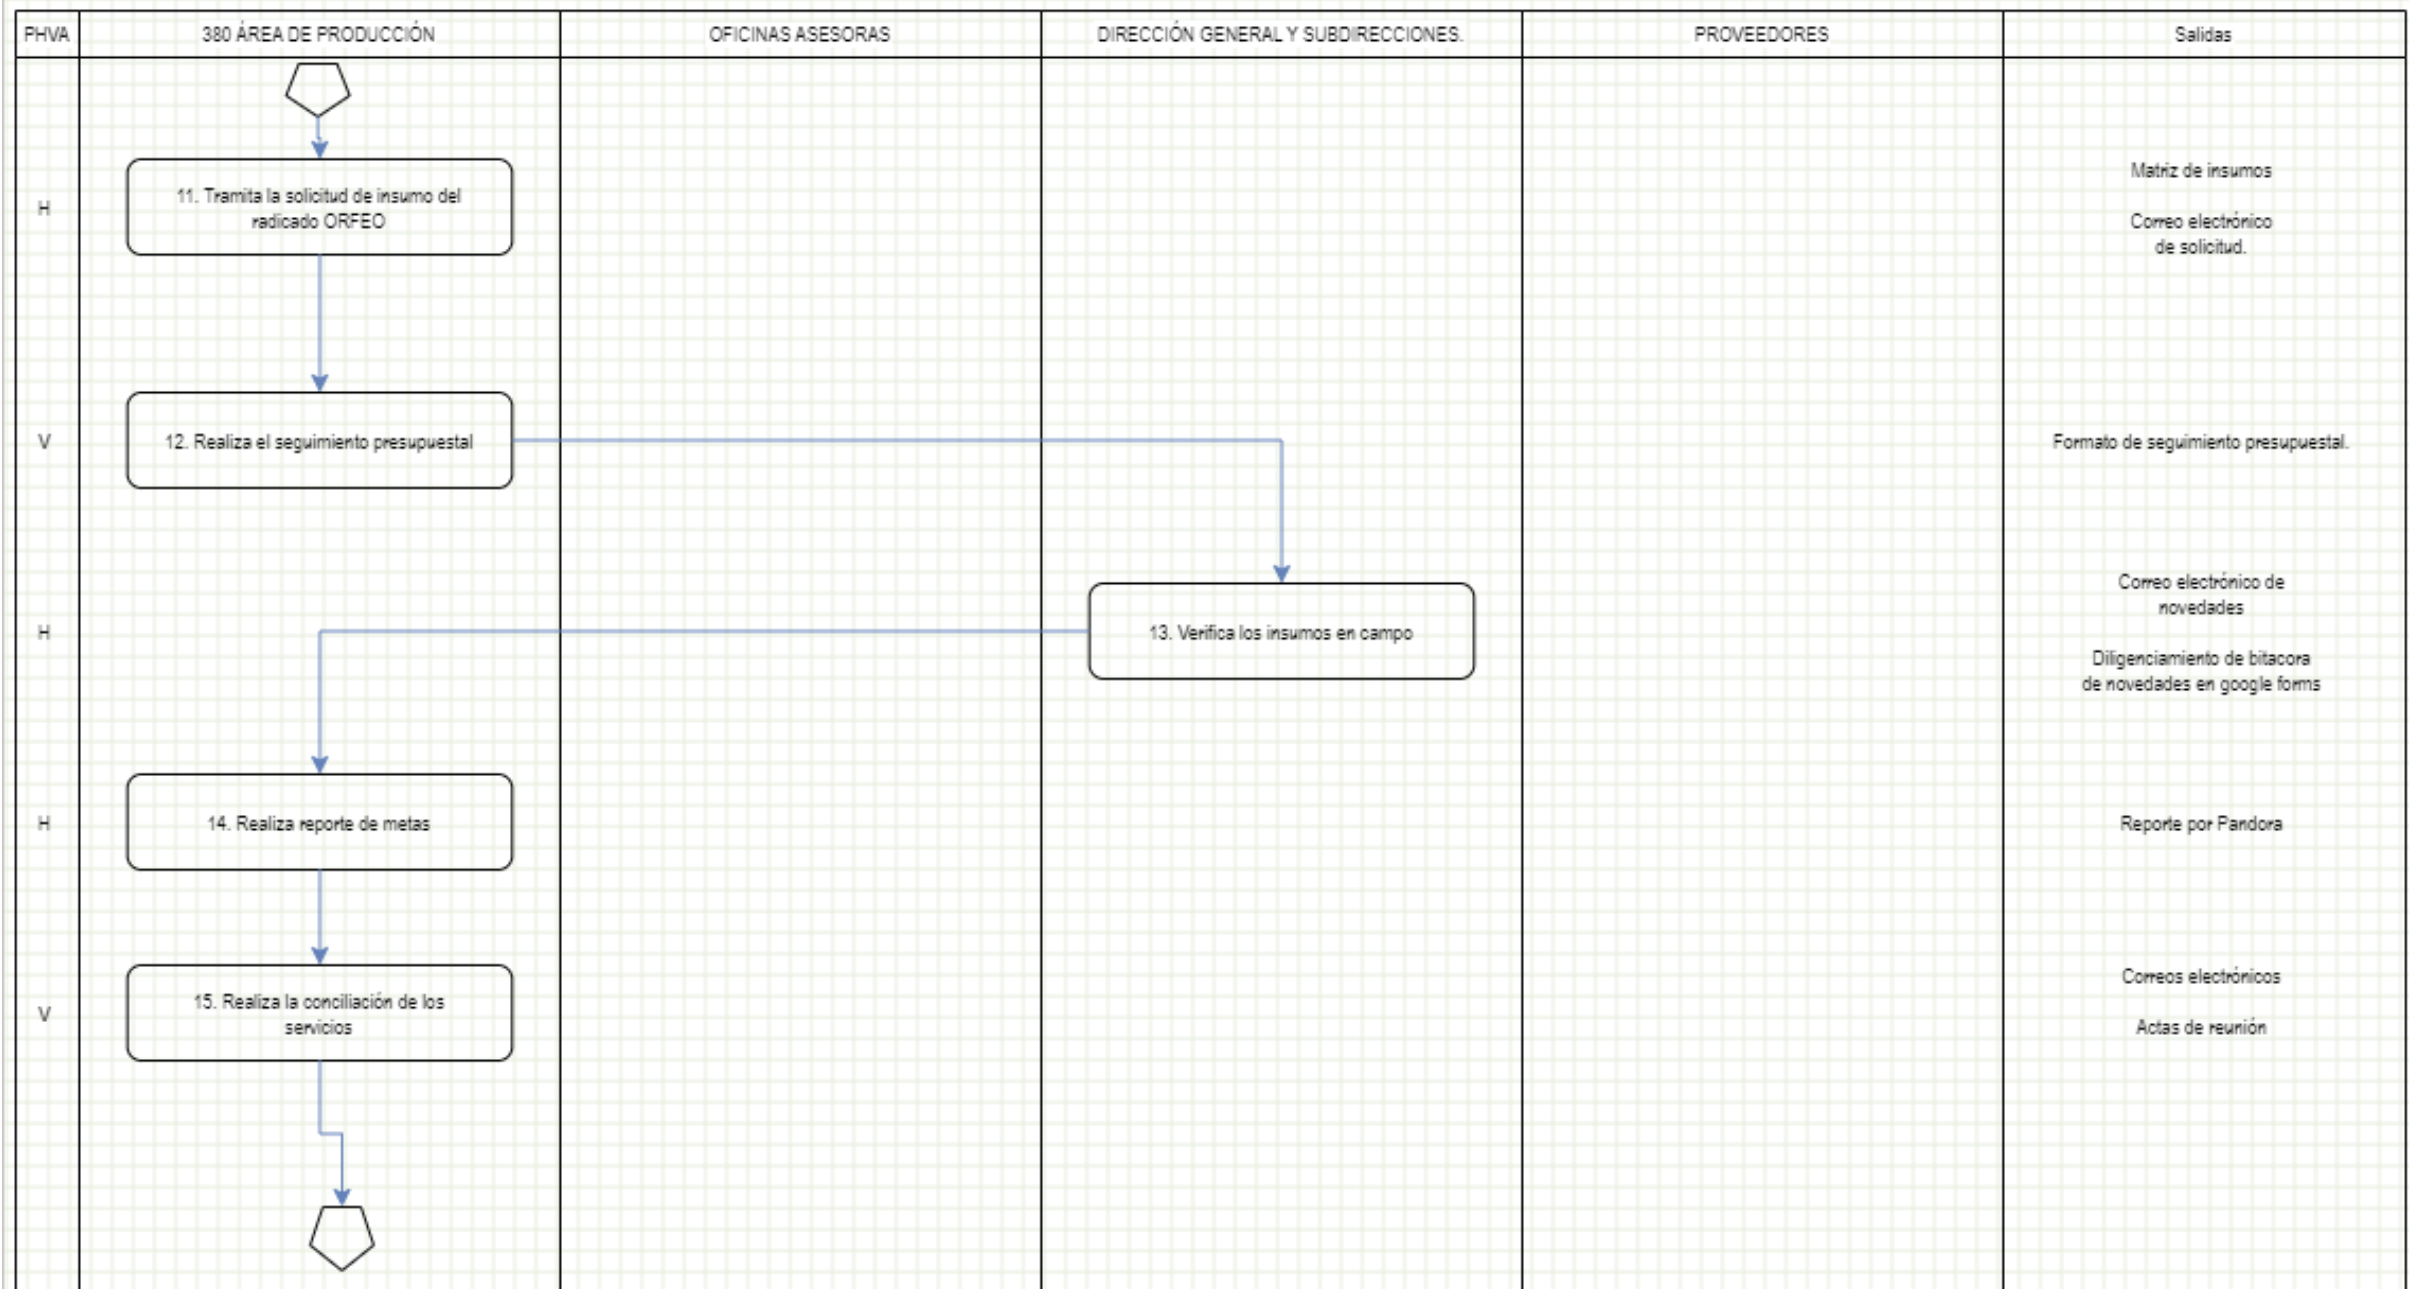 PHVA
380 ÁREA DE PRODUCCIÓN
OFICINAS ASESORAS
DIRECCIÓN GENERAL Y SUBDIRECCIONES.
PROVEEDORES
Salidas
H
11. Tramita la solicitud de insumo del
radicado ORFEO
Matriz de insumos
Correo electrónico
de solicitud.
V
12. Realiza el seguimiento presupuestal
Formato de seguimiento presupuestal.
H
13. Verifica los insumos en campo
Correo electrónico de
novedades
Diligenciamiento de bitacora
de novedades en google forms
H
14. Realiza reporte de metas
Reporte por Pandora
V
15. Realiza la conciliación de los
servicios
Correos electrónicos
Actas de reunión